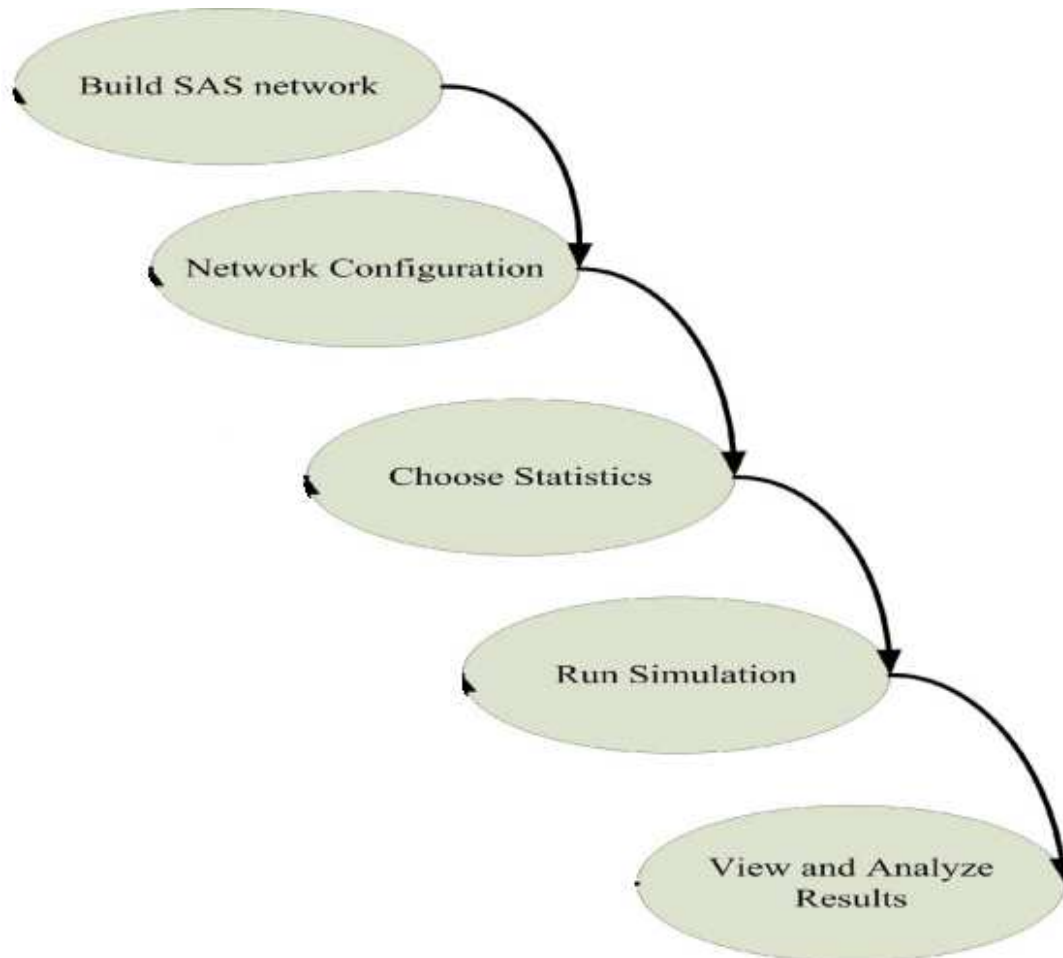 Build SAS network
Network Configuration
Choose Statistics
Run Simulation
View and Analyze
Results